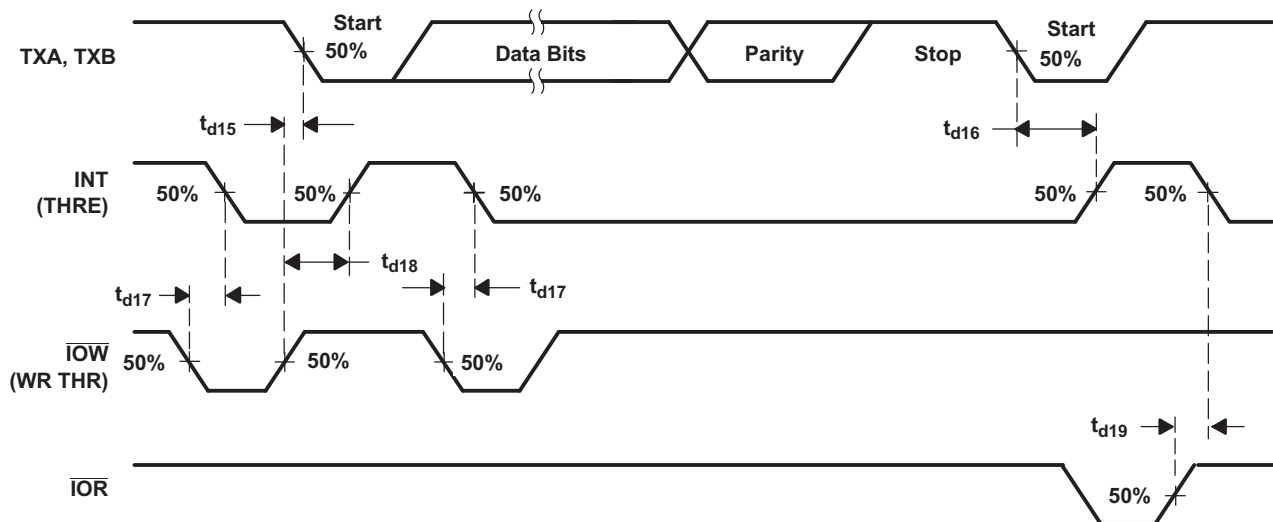 Start
50%
TXA, TXB
Data Bits
Parity
Stop
Start
50%
td15
td16
INT
(THRE)
50%
50%
50%
50%
50%
td18
td17
td17
IOW
(WR THR)
50%
50%
50%
td19
IOR
50%